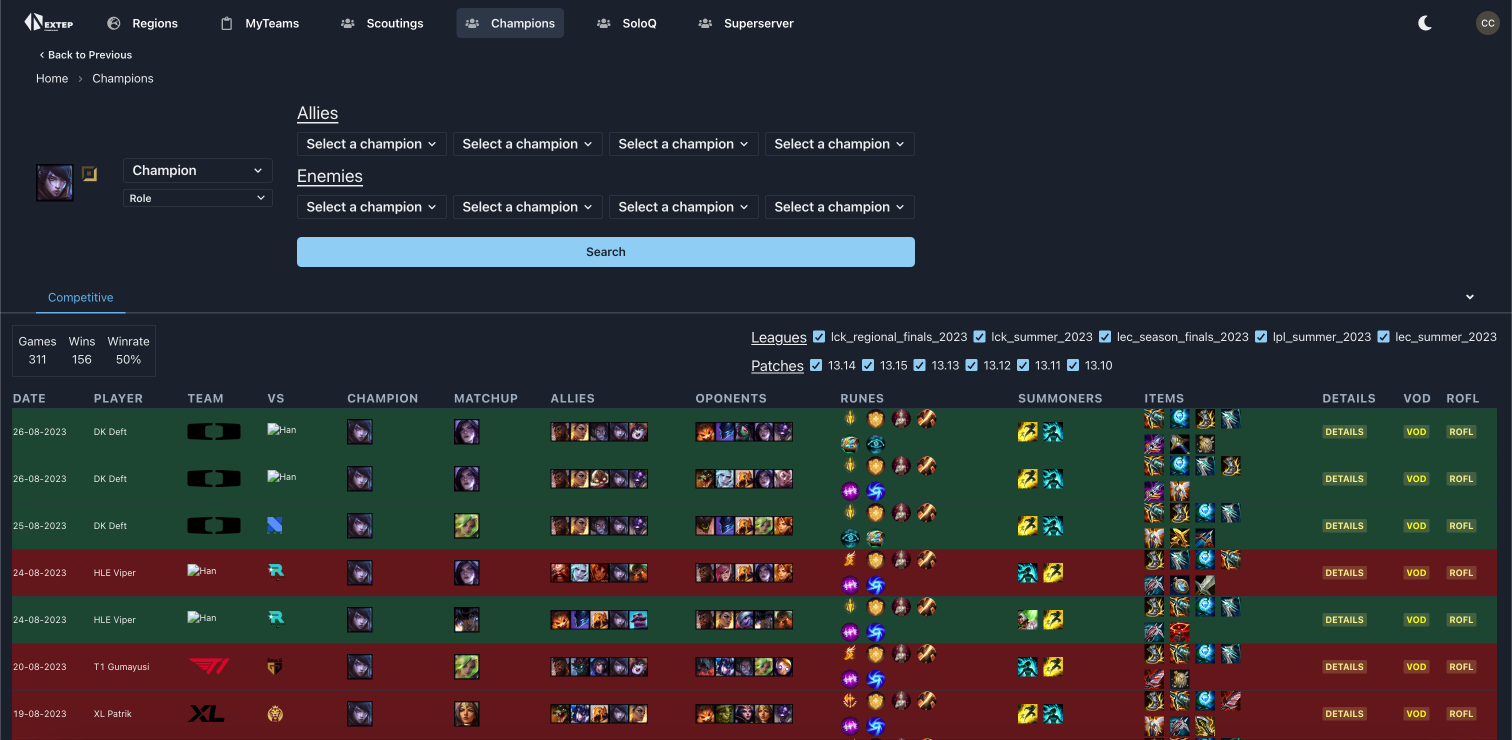 EXTEP Regions MyTeams Scoutings Champions SoloQ Superserver CC
Back to Previous
Home Champions
Allies
Select a champion Select a champion Select a champion Select a champion
Champion
Role
Enemies
Select a champion Select a champion Select a champion Select a champion
Search
Competitive
Games Wins Winrate
311 156 50%
Leagues lck_regional_finals_2023 lck_summer_2023 lec_season_finals_2023 lpl_summer_2023 lec_summer_2023
Patches 13.14 13.15 13.13 13.12 13.11 13.10
DATE PLAYER TEAM VS CHAMPION MATCHUP ALLIES OPONENTS RUNES SUMMONERS ITEMS DETAILS VOD ROFL
26-08-2023 DK Deft Han DETAILS VOD ROFL
26-08-2023 DK Deft Han DETAILS VOD ROFL
25-08-2023 DK Deft DETAILS VOD ROFL
24-08-2023 HLE Viper Han DETAILS VOD ROFL
24-08-2023 HLE Viper Han DETAILS VOD ROFL
20-08-2023 T1 Gumayusi DETAILS VOD ROFL
19-08-2023 XL Patrik XL DETAILS VOD ROFL